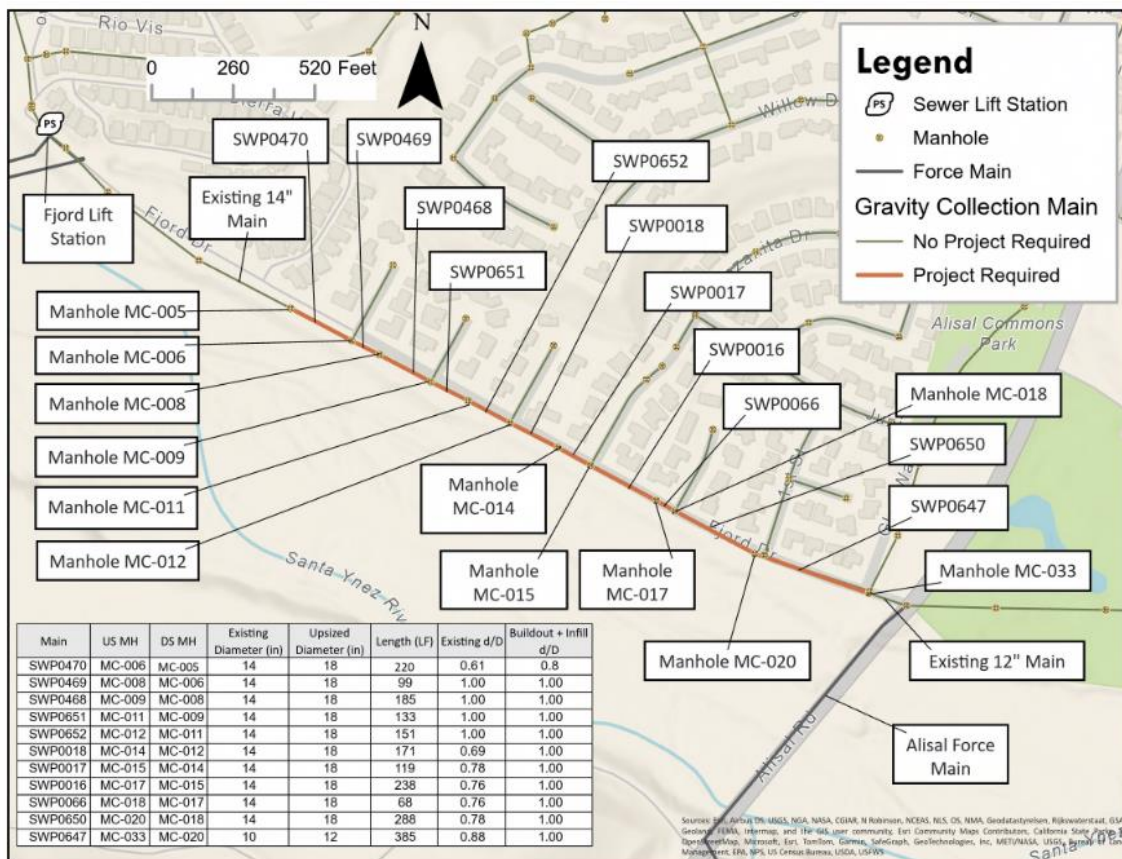 Rio Vis
N
0 260 520 Feet
SWP0470
SWP0469
SWP0652
Willow D
PS
Fjord Lift
Station
Existing 14"
Main
Fjord Dr
SWP0468
SWP0018
SWP0651
SWP0017
SWP0016
SWP0066
Legend
PS Sewer Lift Station
Manhole
Force Main
Gravity Collection Main
No Project Required
Project Required
Alisal Commons
Park
Manhole MC-005
Manhole MC-006
Manhole MC-008
Manhole MC-009
Manhole MC-011
Manhole MC-012
Manhole
MC-014
Manhole
MC-015
Manhole
MC-017
Manhole MC-018
SWP0650
SWP0647
Manhole MC-033
Manhole MC-020
Existing 12" Main
Fjord Dr
Santa Ynez Riv
Alisal Rd
Alisal Force
Main
Main US MH DS MH Existing Diameter (in) Upsized Diameter (in) Length (LF) Existing d/D Buildout + Infill d/D
SWP0470 MC-006 MC-005 14 18 220 0.61 0.8
SWP0469 MC-008 MC-006 14 18 99 1.00 1.00
SWP0468 MC-009 MC-008 14 18 185 1.00 1.00
SWP0651 MC-011 MC-009 14 18 133 1.00 1.00
SWP0652 MC-012 MC-011 14 18 151 1.00 1.00
SWP0018 MC-014 MC-012 14 18 171 0.69 1.00
SWP0017 MC-015 MC-014 14 18 119 0.78 1.00
SWP0016 MC-017 MC-015 14 18 238 0.76 1.00
SWP0066 MC-018 MC-017 14 18 68 0.76 1.00
SWP0650 MC-020 MC-018 14 18 288 0.78 1.00
SWP0647 MC-033 MC-020 10 12 385 0.88 1.00
Santa Ynez